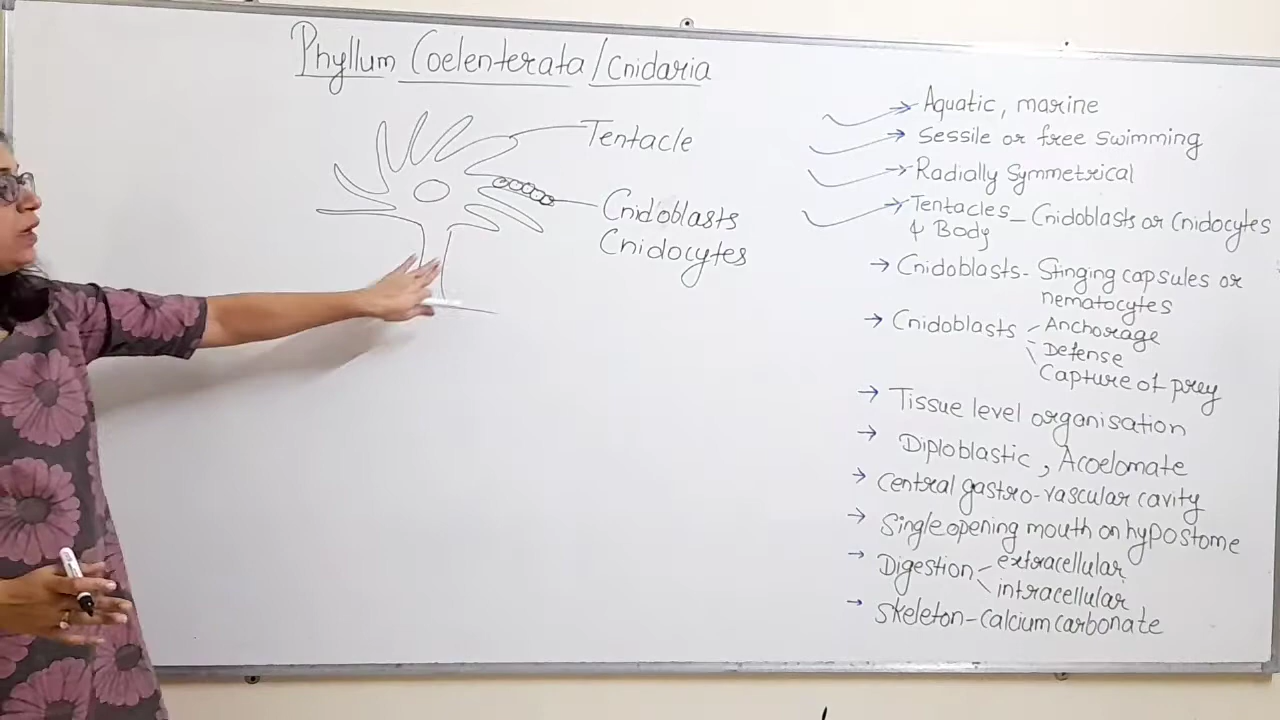 Phyllum Coelenterata/Cnidaria
Tentacle
Cnidoblasts
Cnidocytes
→ Aquatic, marine
→ Sessile or free swimming
→ Radially Symmetrical
→ Tentacles - Cnidoblasts or Cnidocytes
& Body
→ Cnidoblasts - Stinging capsules or
nematocytes
→ Cnidoblasts - Anchorage
- Defense
\ Capture of prey
→ Tissue level organisation
→ Diploblastic, Acoelomate
→ Central gastro-vascular cavity
→ Single opening mouth on hypostome
→ Digestion - extracellular
\ intracellular
→ Skeleton - Calcium carbonate